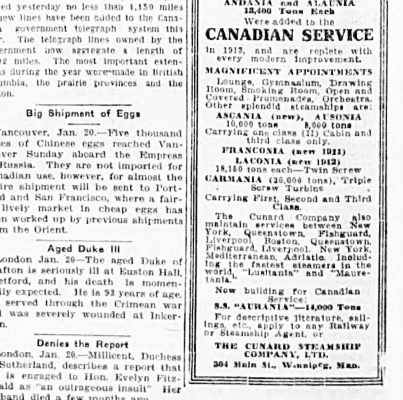 ed yesterday no less than 1,150 miles
new lines have been added to the Cana-
government telegraph system this
r. The telegraph lines owned by the
ernment now aggregate a length of
02 miles. The most important exten-
s during the year were made in British
umbia, the prairie provinces and the
on.
Big Shipment of Eggs
ancouver, Jan. 20.—Five thousand
es of Chinese eggs reached Van-
ver Sunday aboard the Empress
Russia. They are not imported for
nadian use, however, for almost the
ire shipment will be sent to Port-
d and San Francisco, where a fair-
lively market in cheap eggs has
n worked up by previous shipments
m the Orient.
Aged Duke Ill
ondon Jan. 20—The aged Duke of
afton is seriously ill at Euston Hall,
etford, and his death is momen-
ily expected. He is 93 years of age.
served through the Crimean war
was severely wounded at Inker-
n.
Denies the Report
ondon, Jan. 20.—Millicent, Duchess
Sutherland, describes a report that
is engaged to Hon. Evelyn Fitz-
ald as "an outrageous insult" Her
band died a few months ago.
ANDANIA and ALAUNIA
13,400 Tons Each
Were added to the
CANADIAN SERVICE
in 1913, and are replete with
every modern improvement.
MAGNIFICENT APPOINTMENTS
Lounge, Gymnasium, Drawing
Room, Smoking Room, Open and
Covered Promenades, Orchestra.
Other splendid steamships are:
ASCANIA (new), AUSONIA
10,000 tons 8,000 tons
Carrying one class (II) Cabin and
third class only.
FRANCONIA (new 1911)
LACONIA (new 1912)
18,150 tons each—Twin Screw
CARMANIA (20,000 tons), Triple
Screw Turbine
Carrying First, Second and Third
Class.
The Cunard Company also
maintain services between New
York, Queenstown, Fishguard,
Liverpool, Boston, Queenstown,
Fishguard, Liverpool. New York,
Mediterranean, Adriatic. Includ-
ing the fastest steamers in the
world, "Lusitania" and "Maure-
tania."
Now building for Canadian
Service:
S.S. "AURANIA"—14,000 Tons
For descriptive literature, sail-
ings, etc., apply to any Railway
or Steamship Agent, or
THE CUNARD STEAMSHIP
COMPANY, LTD.
304 Main St., Winnipeg, Man.